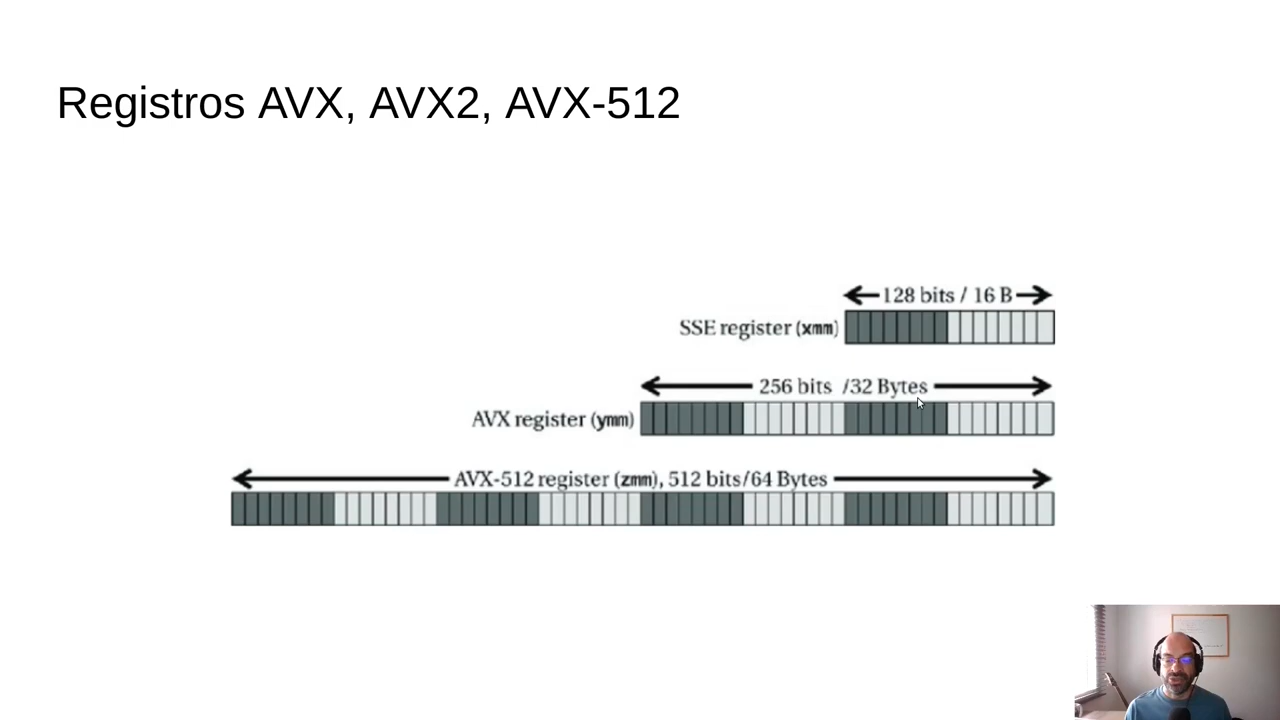 Registros AVX, AVX2, AVX-512
128 bits / 16 B
SSE register (xmm)
256 bits /32 Bytes
AVX register (ymm)
AVX-512 register (zmm), 512 bits/64 Bytes